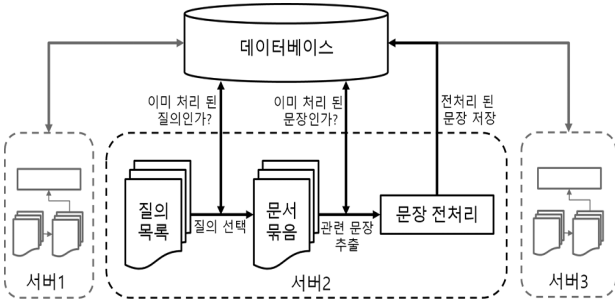 데이터베이스
이미 처리 된
질의인가?
이미 처리 된
문장인가?
전처리 된
문장 저장
질의
목록
질의 선택
문서
묶음
관련 문장
추출
문장 전처리
서버1
서버2
서버3